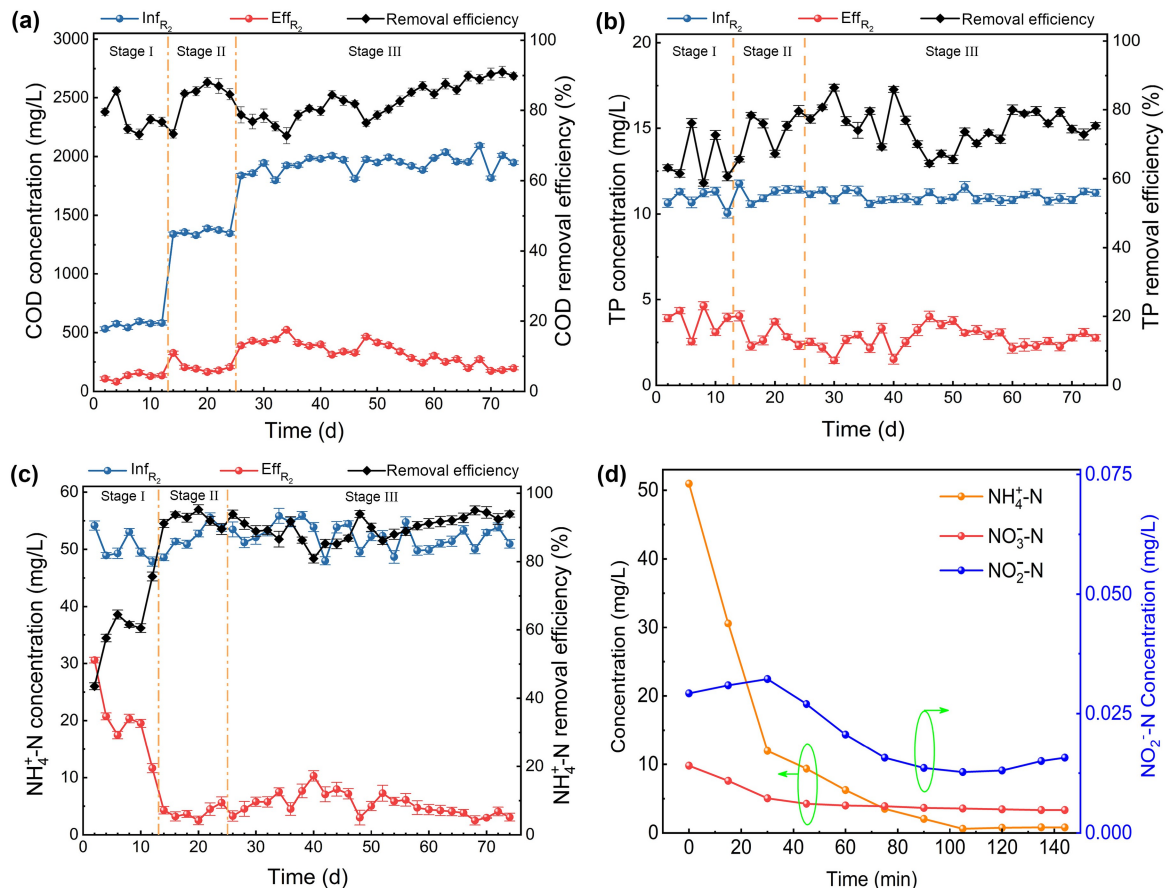 (a)
Inf_R₂ Eff_R₂ Removal efficiency
Stage I Stage II Stage III
COD concentration (mg/L)
3000
2500
2000
1500
1000
500
0
COD removal efficiency (%)
100
80
60
40
20
0
0 10 20 30 40 50 60 70
Time (d)
(b)
Inf_R₂ Eff_R₂ Removal efficiency
Stage I Stage II Stage III
TP concentration (mg/L)
20
15
10
5
0
TP removal efficiency (%)
100
80
60
40
20
0
0 10 20 30 40 50 60 70
Time (d)
(c)
Inf_R₂ Eff_R₂ Removal efficiency
Stage I Stage II Stage III
NH₄⁺-N concentration (mg/L)
60
50
40
30
20
10
0
NH₄⁺-N removal efficiency (%)
100
80
60
40
20
0
0 10 20 30 40 50 60 70
Time (d)
(d)
NH₄⁺-N
NO₃⁻-N
NO₂⁻-N
Concentration (mg/L)
50
40
30
20
10
0
NO₂⁻-N Concentration (mg/L)
0.075
0.050
0.025
0.000
0 20 40 60 80 100 120 140
Time (min)